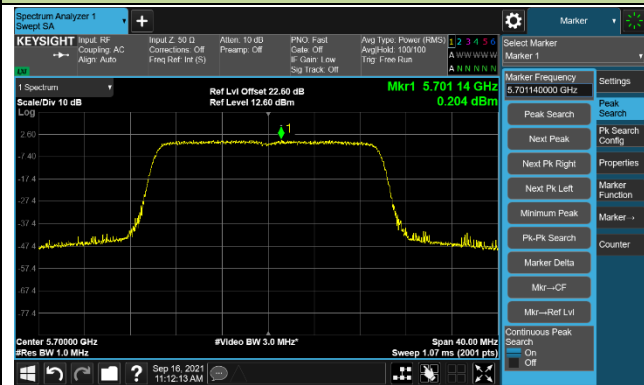 Spectrum Analyzer 1
Swept SA
+
Marker
KEYSIGHT
Input: RF
Coupling: AC
Align: Auto
Input Z: 50 Ω
Corrections: Off
Freq Ref: Int (S)
Atten: 10 dB
Preamp: Off
PNO: Fast
Gate: Off
IF Gain: Low
Sig Track: Off
Avg Type: Power (RMS)
Avg|Hold: 100/100
Trig: Free Run
1 2 3 4 5 6
A W W W W W
A N N N N N
Select Marker
Marker 1
1 Spectrum
Scale/Div 10 dB
Log
Ref Lvl Offset 22.60 dB
Ref Level 12.60 dBm
Mkr1 5.701 14 GHz
0.204 dBm
1
2.60
-7.40
-17.4
-27.4
-37.4
-47.4
-57.4
-67.4
-77.4
Center 5.70000 GHz
#Res BW 1.0 MHz
#Video BW 3.0 MHz*
Span 40.00 MHz
Sweep 1.07 ms (2001 pts)
Marker Frequency
5.701140000 GHz
Peak Search
Next Peak
Next Pk Right
Next Pk Left
Minimum Peak
Pk-Pk Search
Marker Delta
Mkr→CF
Mkr→Ref Lvl
Continuous Peak
Search
On
Off
Settings
Peak
Search
Pk Search
Config
Properties
Marker
Function
Marker→
Counter
?
Sep 16, 2021
11:12:13 AM